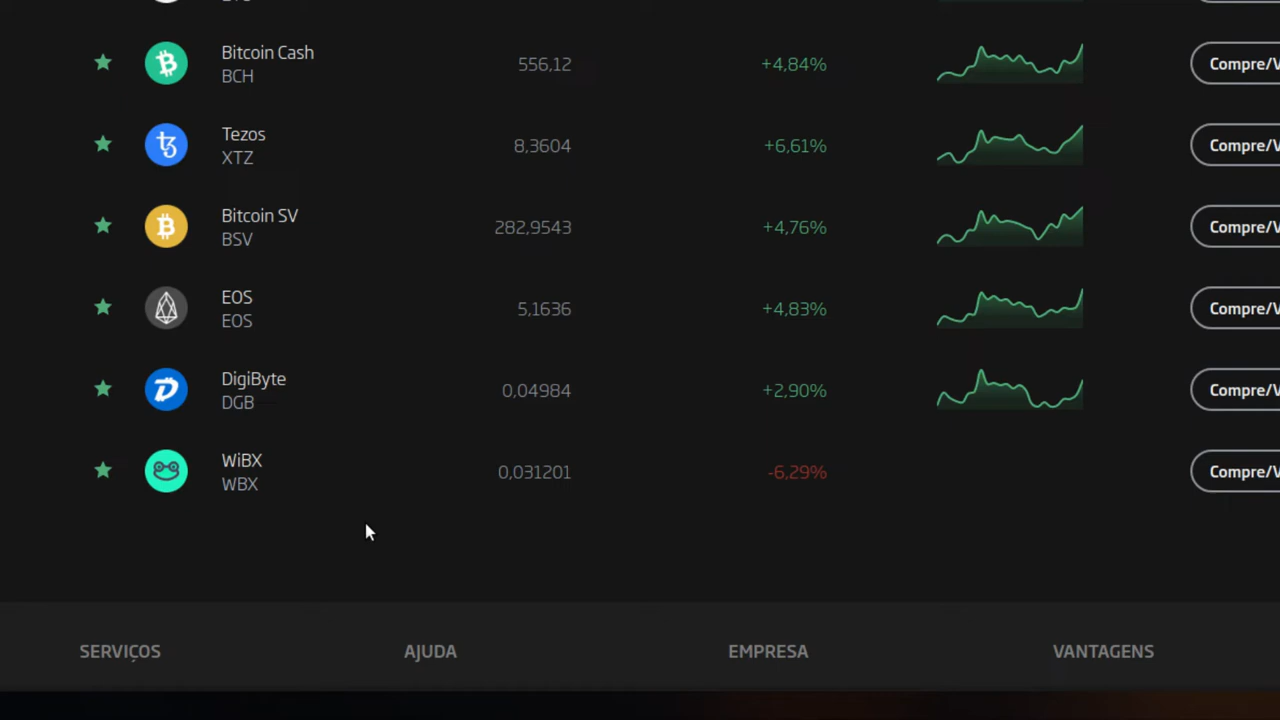 Bitcoin Cash
BCH
556,12
+4,84%
Compre/V
Tezos
XTZ
8,3604
+6,61%
Compre/V
Bitcoin SV
BSV
282,9543
+4,76%
Compre/V
EOS
EOS
5,1636
+4,83%
Compre/V
DigiByte
DGB
0,04984
+2,90%
Compre/V
WiBX
WBX
0,031201
-6,29%
Compre/V
SERVIÇOS
AJUDA
EMPRESA
VANTAGENS